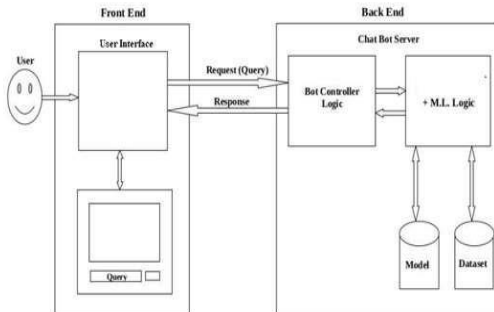 Front End
Back End
User Interface
Chat Bot Server
User
Request (Query)
Response
Bot Controller
Logic
+ M.L. Logic
Query
Model
Dataset